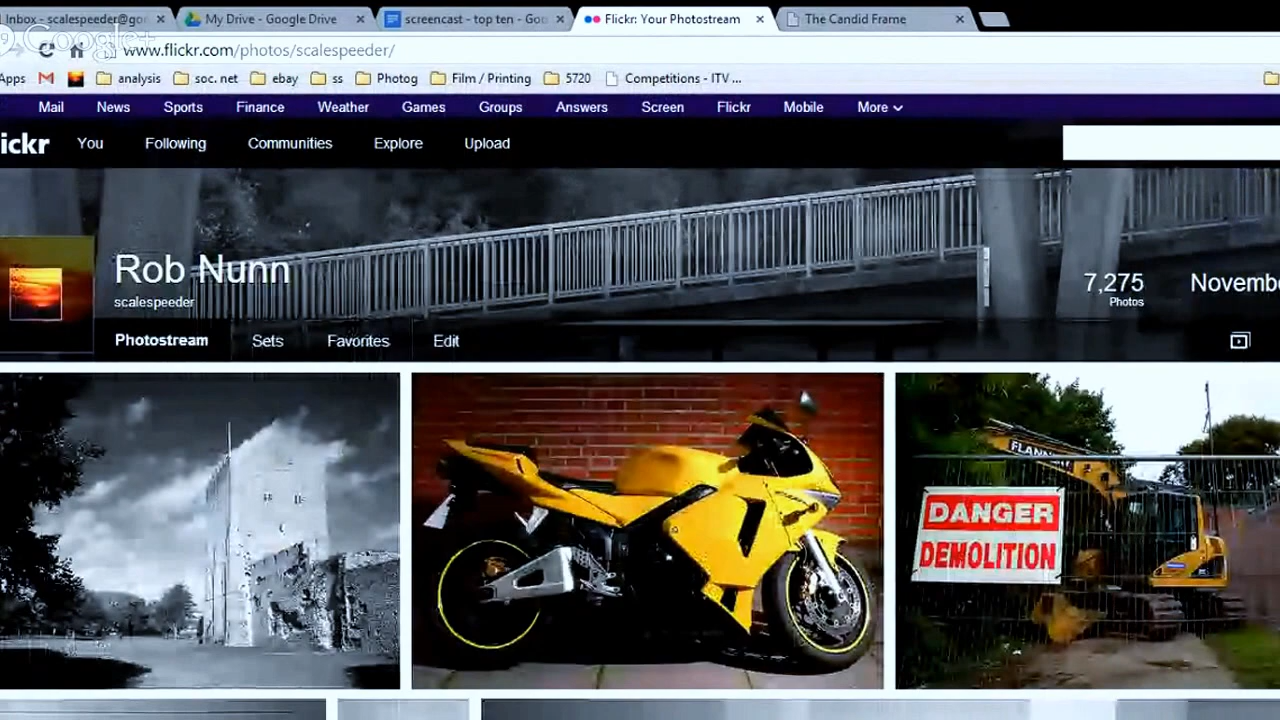 Inbox - scalespeeder@go
My Drive - Google Drive
screencast - top ten - Goo
Flickr: Your Photostream
The Candid Frame
Google+
www.flickr.com/photos/scalespeeder/
Apps
analysis
soc. net
ebay
ss
Photog
Film / Printing
5720
Competitions - ITV ...
Mail
News
Sports
Finance
Weather
Games
Groups
Answers
Screen
Flickr
Mobile
More
ickr
You
Following
Communities
Explore
Upload
Rob Nunn
scalespeeder
7,275
Photos
Novembe
Photostream
Sets
Favorites
Edit
DANGER
DEMOLITION